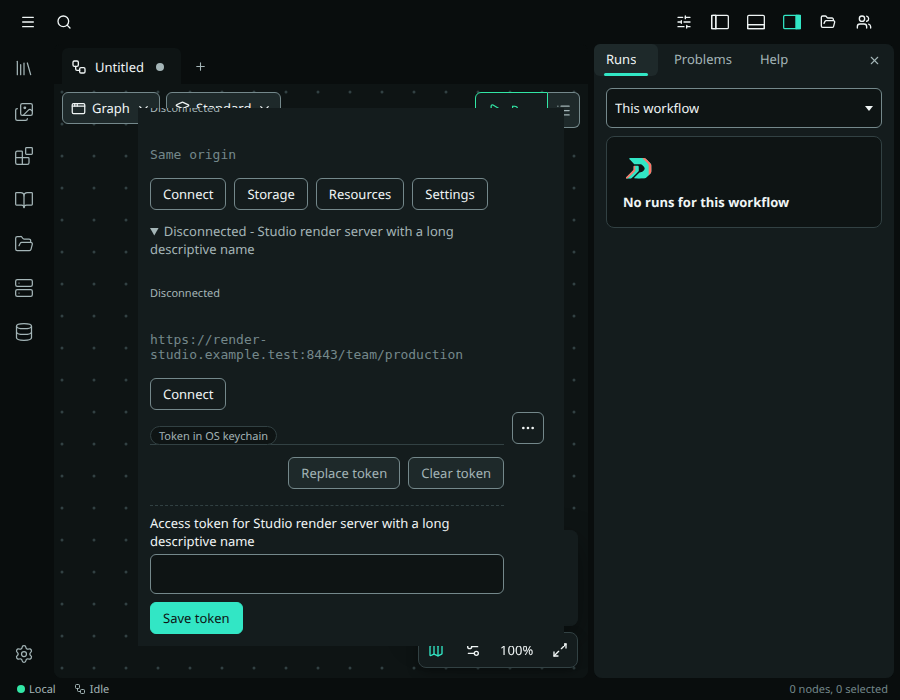 Untitled
Runs
Problems
Help
Graph
Standard
This workflow
Disconnected
Same origin
Connect
Storage
Resources
Settings
No runs for this workflow
Disconnected - Studio render server with a long
descriptive name
Disconnected
https://render-
studio.example.test:8443/team/production
Connect
Token in OS keychain
Replace token
Clear token
Access token for Studio render server with a long
descriptive name
Save token
100%
Local
Idle
0 nodes, 0 selected